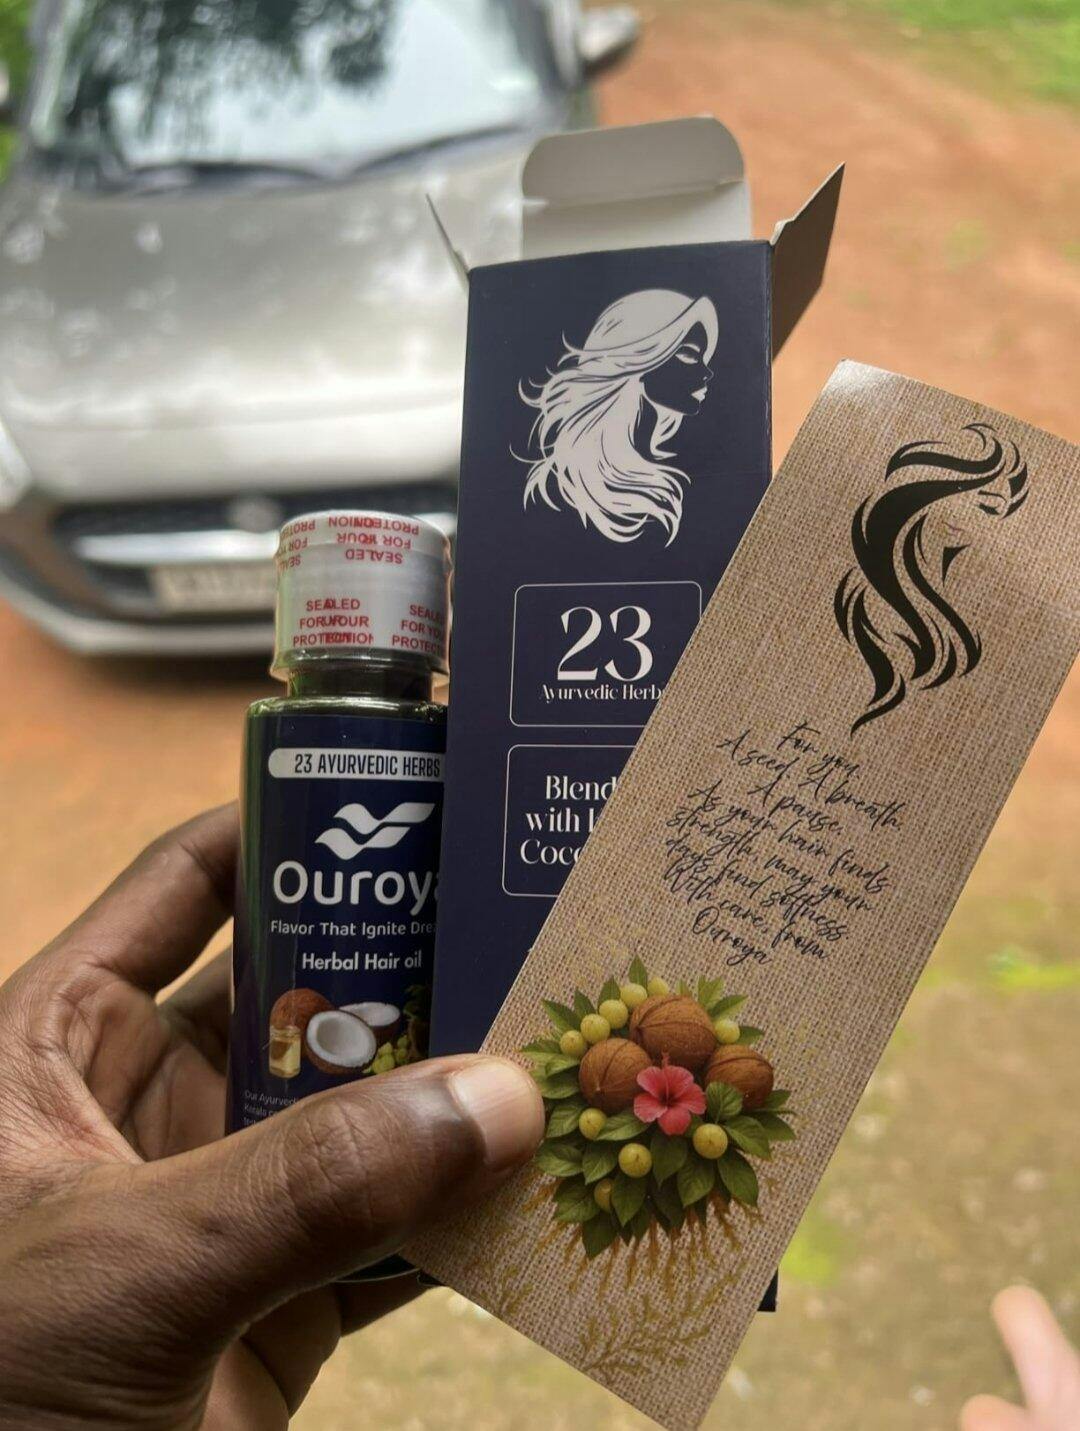 SEALED
FOR YOUR
PROTECTION
SEALED
FOR YOUR
PROTECTION
23 AYURVEDIC HERBS
Ouroya
Flavor That Ignite
Herbal Hair oil
Our
Kerala
23
Ayurvedic Herb
Blend
with
For you.
A seed. A breath.
A pause.
As your hair finds
strength, may your
days find softness.
With care, from
Ouroya